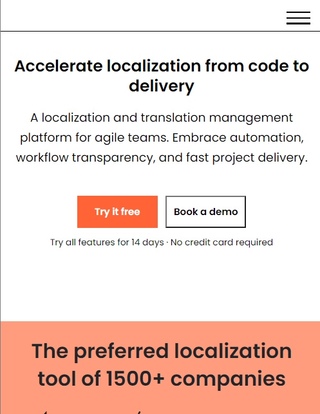 Accelerate localization from code to
delivery
A localization and translation management
platform for agile teams. Embrace automation,
workflow transparency, and fast project delivery.
Try it free
Book a demo
Try all features for 14 days · No credit card required
The preferred localization
tool of 1500+ companies